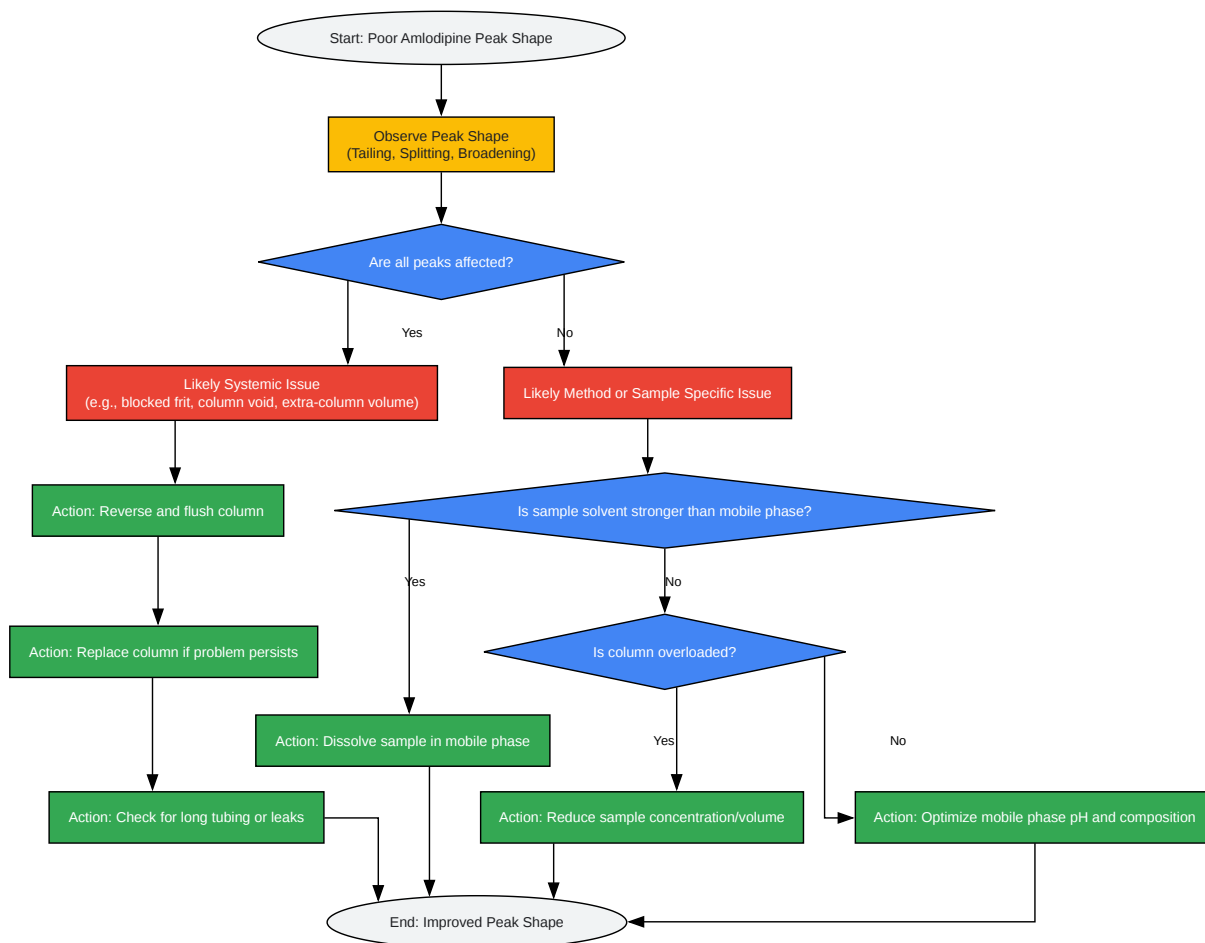 Start: Poor Amlodipine Peak Shape
Observe Peak Shape
(Tailing, Splitting, Broadening)
Are all peaks affected?
Yes
No
Likely Systemic Issue
(e.g., blocked frit, column void, extra-column volume)
Likely Method or Sample Specific Issue
Action: Reverse and flush column
Is sample solvent stronger than mobile phase?
Yes
No
Action: Replace column if problem persists
Is column overloaded?
Action: Dissolve sample in mobile phase
Yes
No
Action: Check for long tubing or leaks
Action: Reduce sample concentration/volume
Action: Optimize mobile phase pH and composition
End: Improved Peak Shape